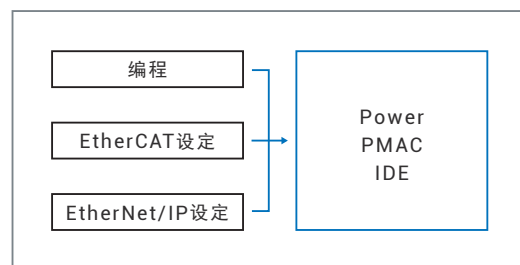 编程
EtherCAT设定
EtherNet/IP设定
Power
PMAC
IDE